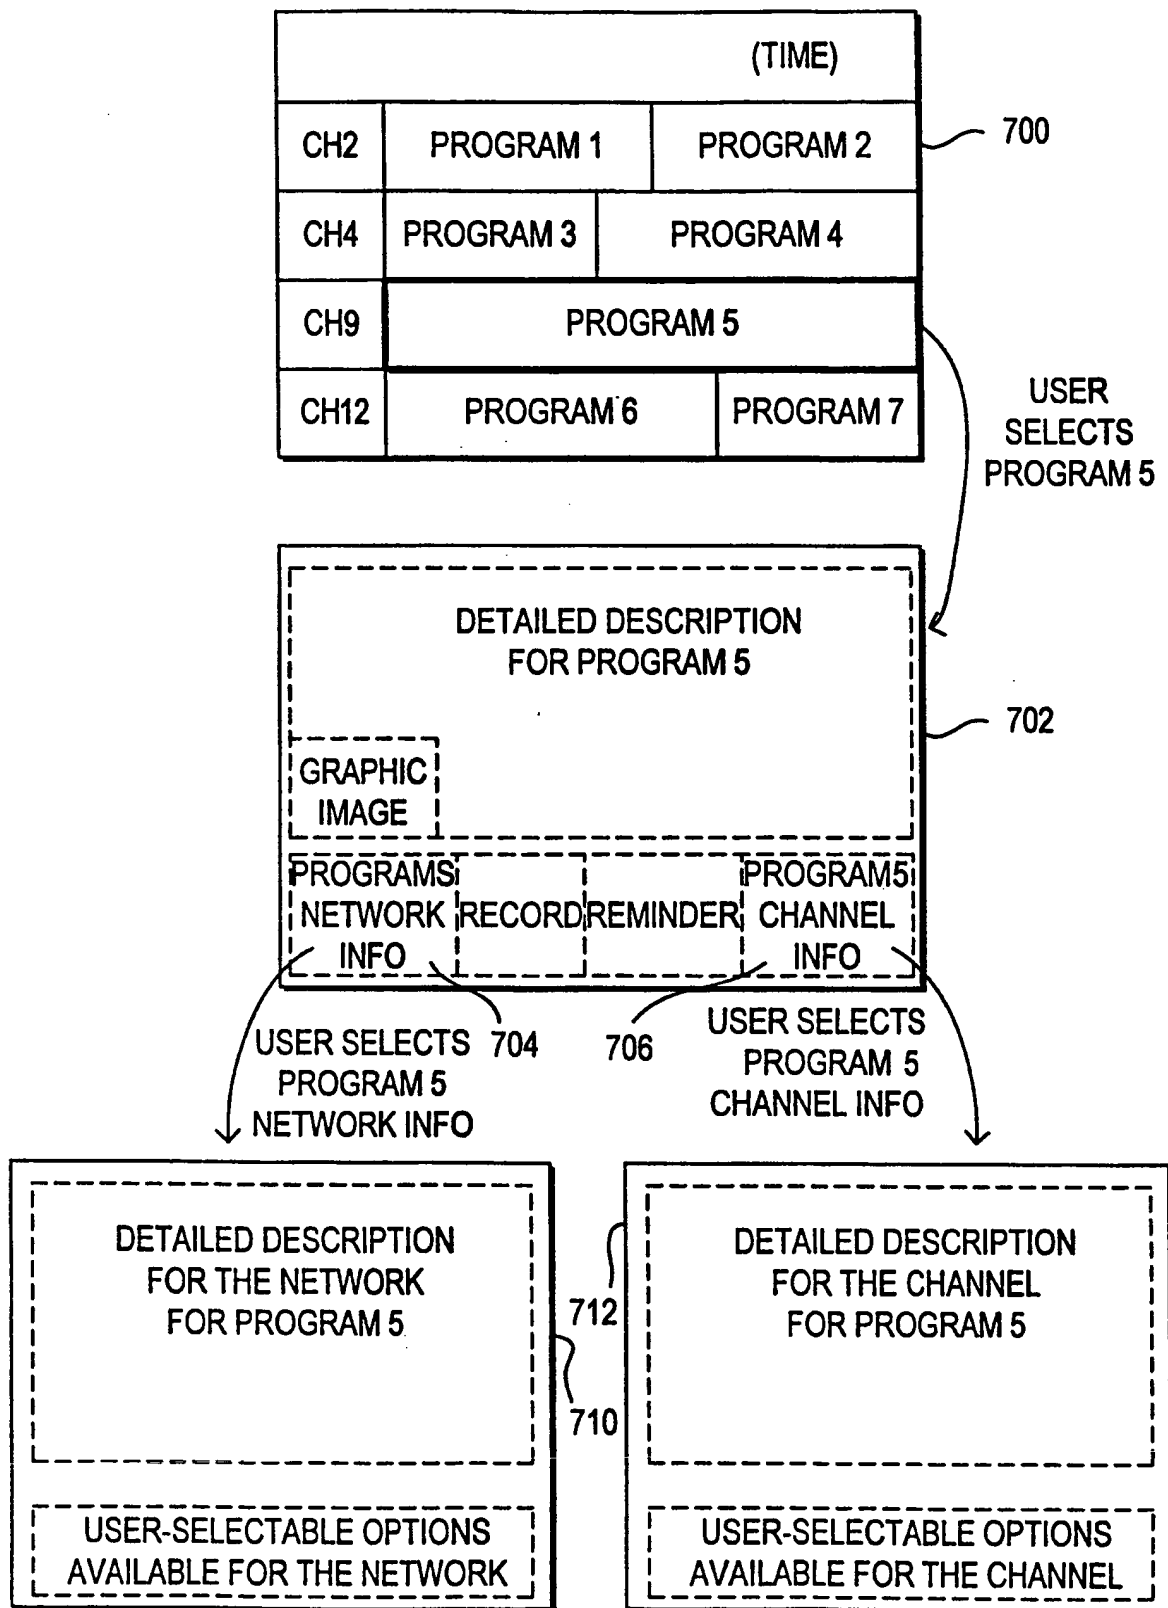 (TIME)
CH2 PROGRAM 1 PROGRAM 2
700
CH4 PROGRAM 3 PROGRAM 4
CH9 PROGRAM 5
CH12 PROGRAM 6 PROGRAM 7
USER
SELECTS
PROGRAM 5
DETAILED DESCRIPTION
FOR PROGRAM 5
702
GRAPHIC
IMAGE
PROGRAMS
NETWORK
INFO
RECORD
REMINDER
PROGRAM5
CHANNEL
INFO
704
706
USER SELECTS
PROGRAM 5
NETWORK INFO
USER SELECTS
PROGRAM 5
CHANNEL INFO
DETAILED DESCRIPTION
FOR THE NETWORK
FOR PROGRAM 5
712
710
DETAILED DESCRIPTION
FOR THE CHANNEL
FOR PROGRAM 5
USER-SELECTABLE OPTIONS
AVAILABLE FOR THE NETWORK
USER-SELECTABLE OPTIONS
AVAILABLE FOR THE CHANNEL